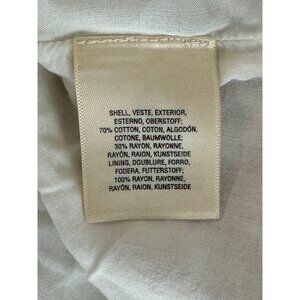 SHELL, VESTE, EXTERIOR,
ESTERNO, OBERSTOFF;
70% COTTON, COTON, ALGODÓN,
COTONE, BAUMWOLLE;
30% RAYON, RAYONNE,
RAYÓN, RAION, KUNSTSEIDE
LINING, DOUBLURE, FORRO,
FODERA, FUTTERSTOFF;
100% RAYON, RAYONNE,
RAYÓN, RAION, KUNSTSEIDE